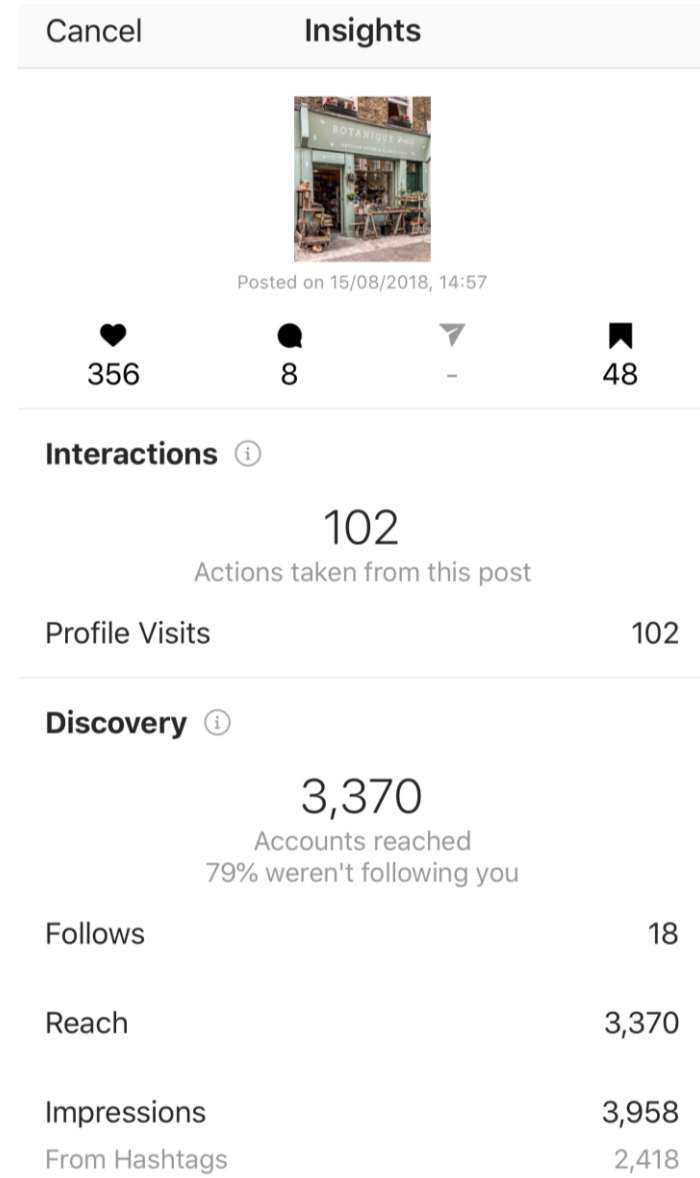 Cancel Insights
BOTANIQUE
Posted on 15/08/2018, 14:57
356 8 - 48
Interactions
102
Actions taken from this post
Profile Visits 102
Discovery
3,370
Accounts reached
79% weren't following you
Follows 18
Reach 3,370
Impressions 3,958
From Hashtags 2,418